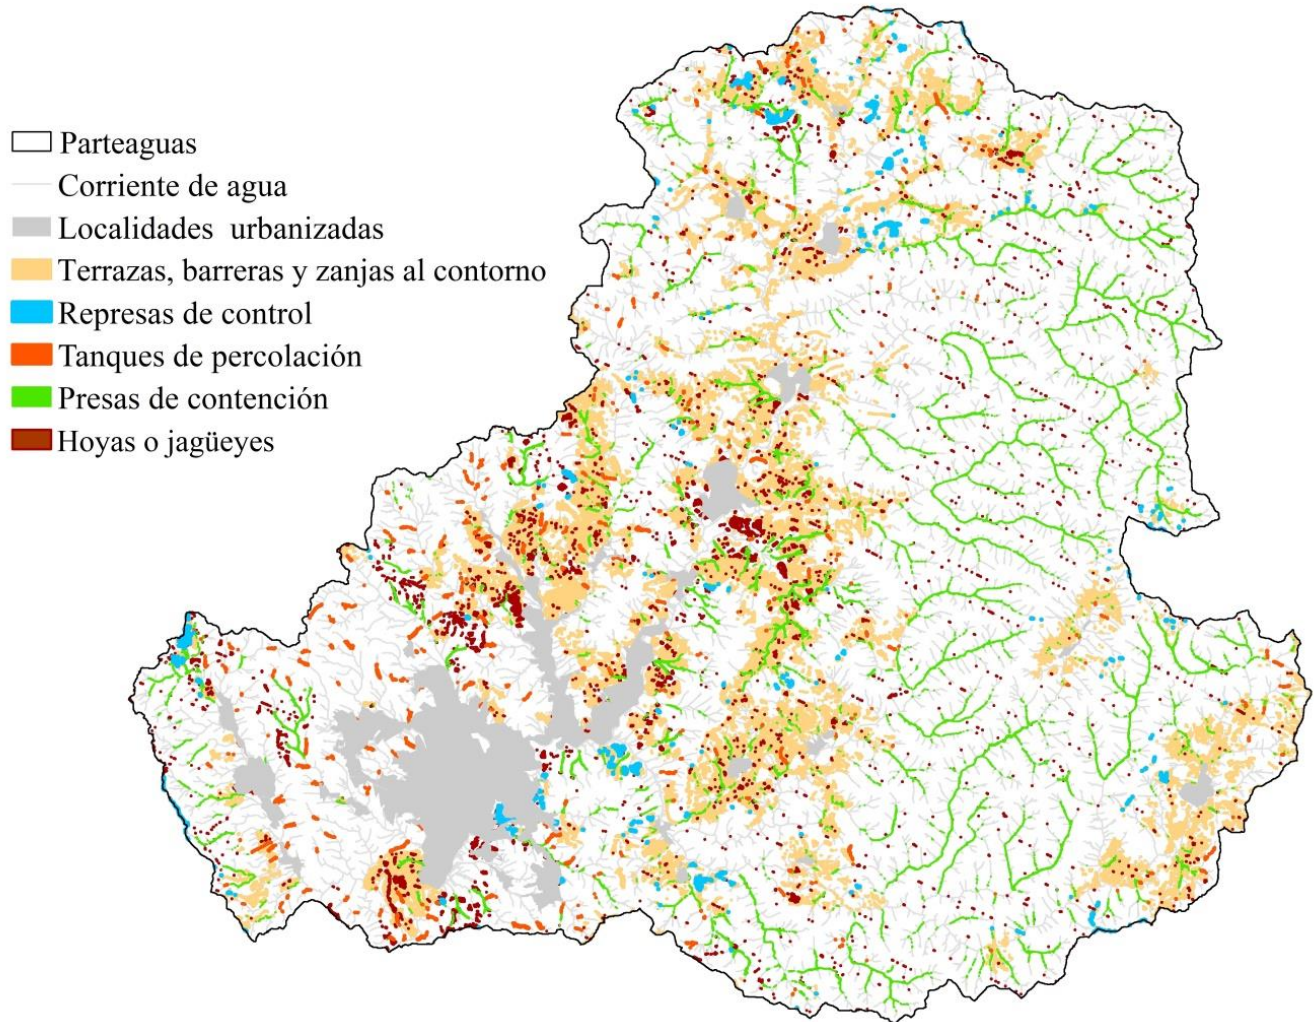 Parteaguas
Corriente de agua
Localidades urbanizadas
Terrazas, barreras y zanjas al contorno
Represas de control
Tanques de percolación
Presas de contención
Hoyas o jagüeyes